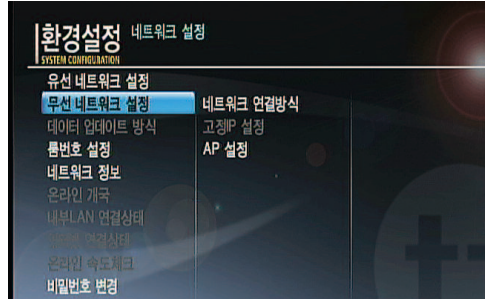 환경설정 네트워크 설정
SYSTEM CONFIGURATION
유선 네트워크 설정
무선 네트워크 설정 네트워크 연결방식
데이터 업데이트 방식 고정IP 설정
룸번호 설정 AP 설정
네트워크 정보
온라인 개국
내부LAN 연결상태
연결상태
온라인 속도체크
비밀번호 변경